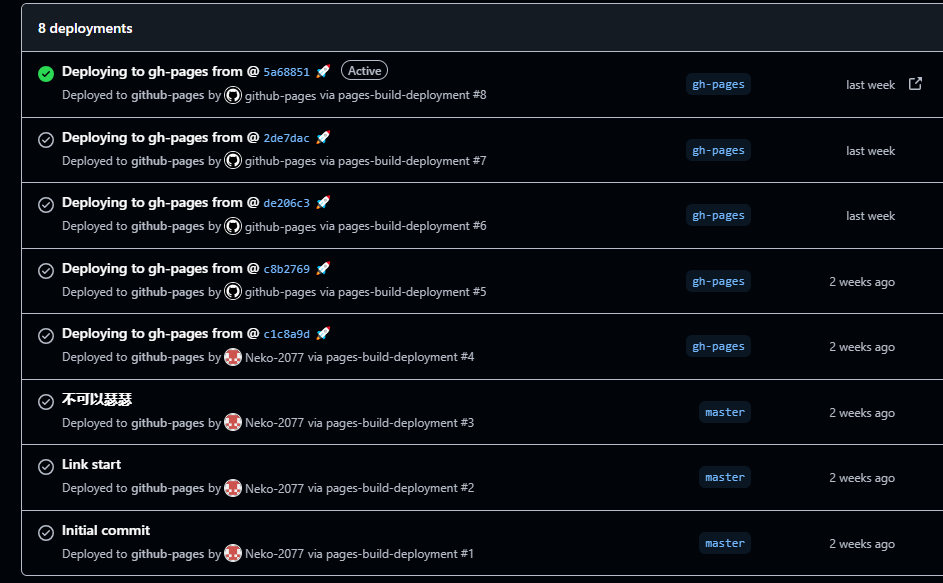 8 deployments
Deploying to gh-pages from @ 5a68851 🚀 Active
Deployed to github-pages by github-pages via pages-build-deployment #8
gh-pages
last week
Deploying to gh-pages from @ 2de7dac 🚀
Deployed to github-pages by github-pages via pages-build-deployment #7
gh-pages
last week
Deploying to gh-pages from @ de206c3 🚀
Deployed to github-pages by github-pages via pages-build-deployment #6
gh-pages
last week
Deploying to gh-pages from @ c8b2769 🚀
Deployed to github-pages by github-pages via pages-build-deployment #5
gh-pages
2 weeks ago
Deploying to gh-pages from @ c1c8a9d 🚀
Deployed to github-pages by Neko-2077 via pages-build-deployment #4
gh-pages
2 weeks ago
不可以瑟瑟
Deployed to github-pages by Neko-2077 via pages-build-deployment #3
master
2 weeks ago
Link start
Deployed to github-pages by Neko-2077 via pages-build-deployment #2
master
2 weeks ago
Initial commit
Deployed to github-pages by Neko-2077 via pages-build-deployment #1
master
2 weeks ago